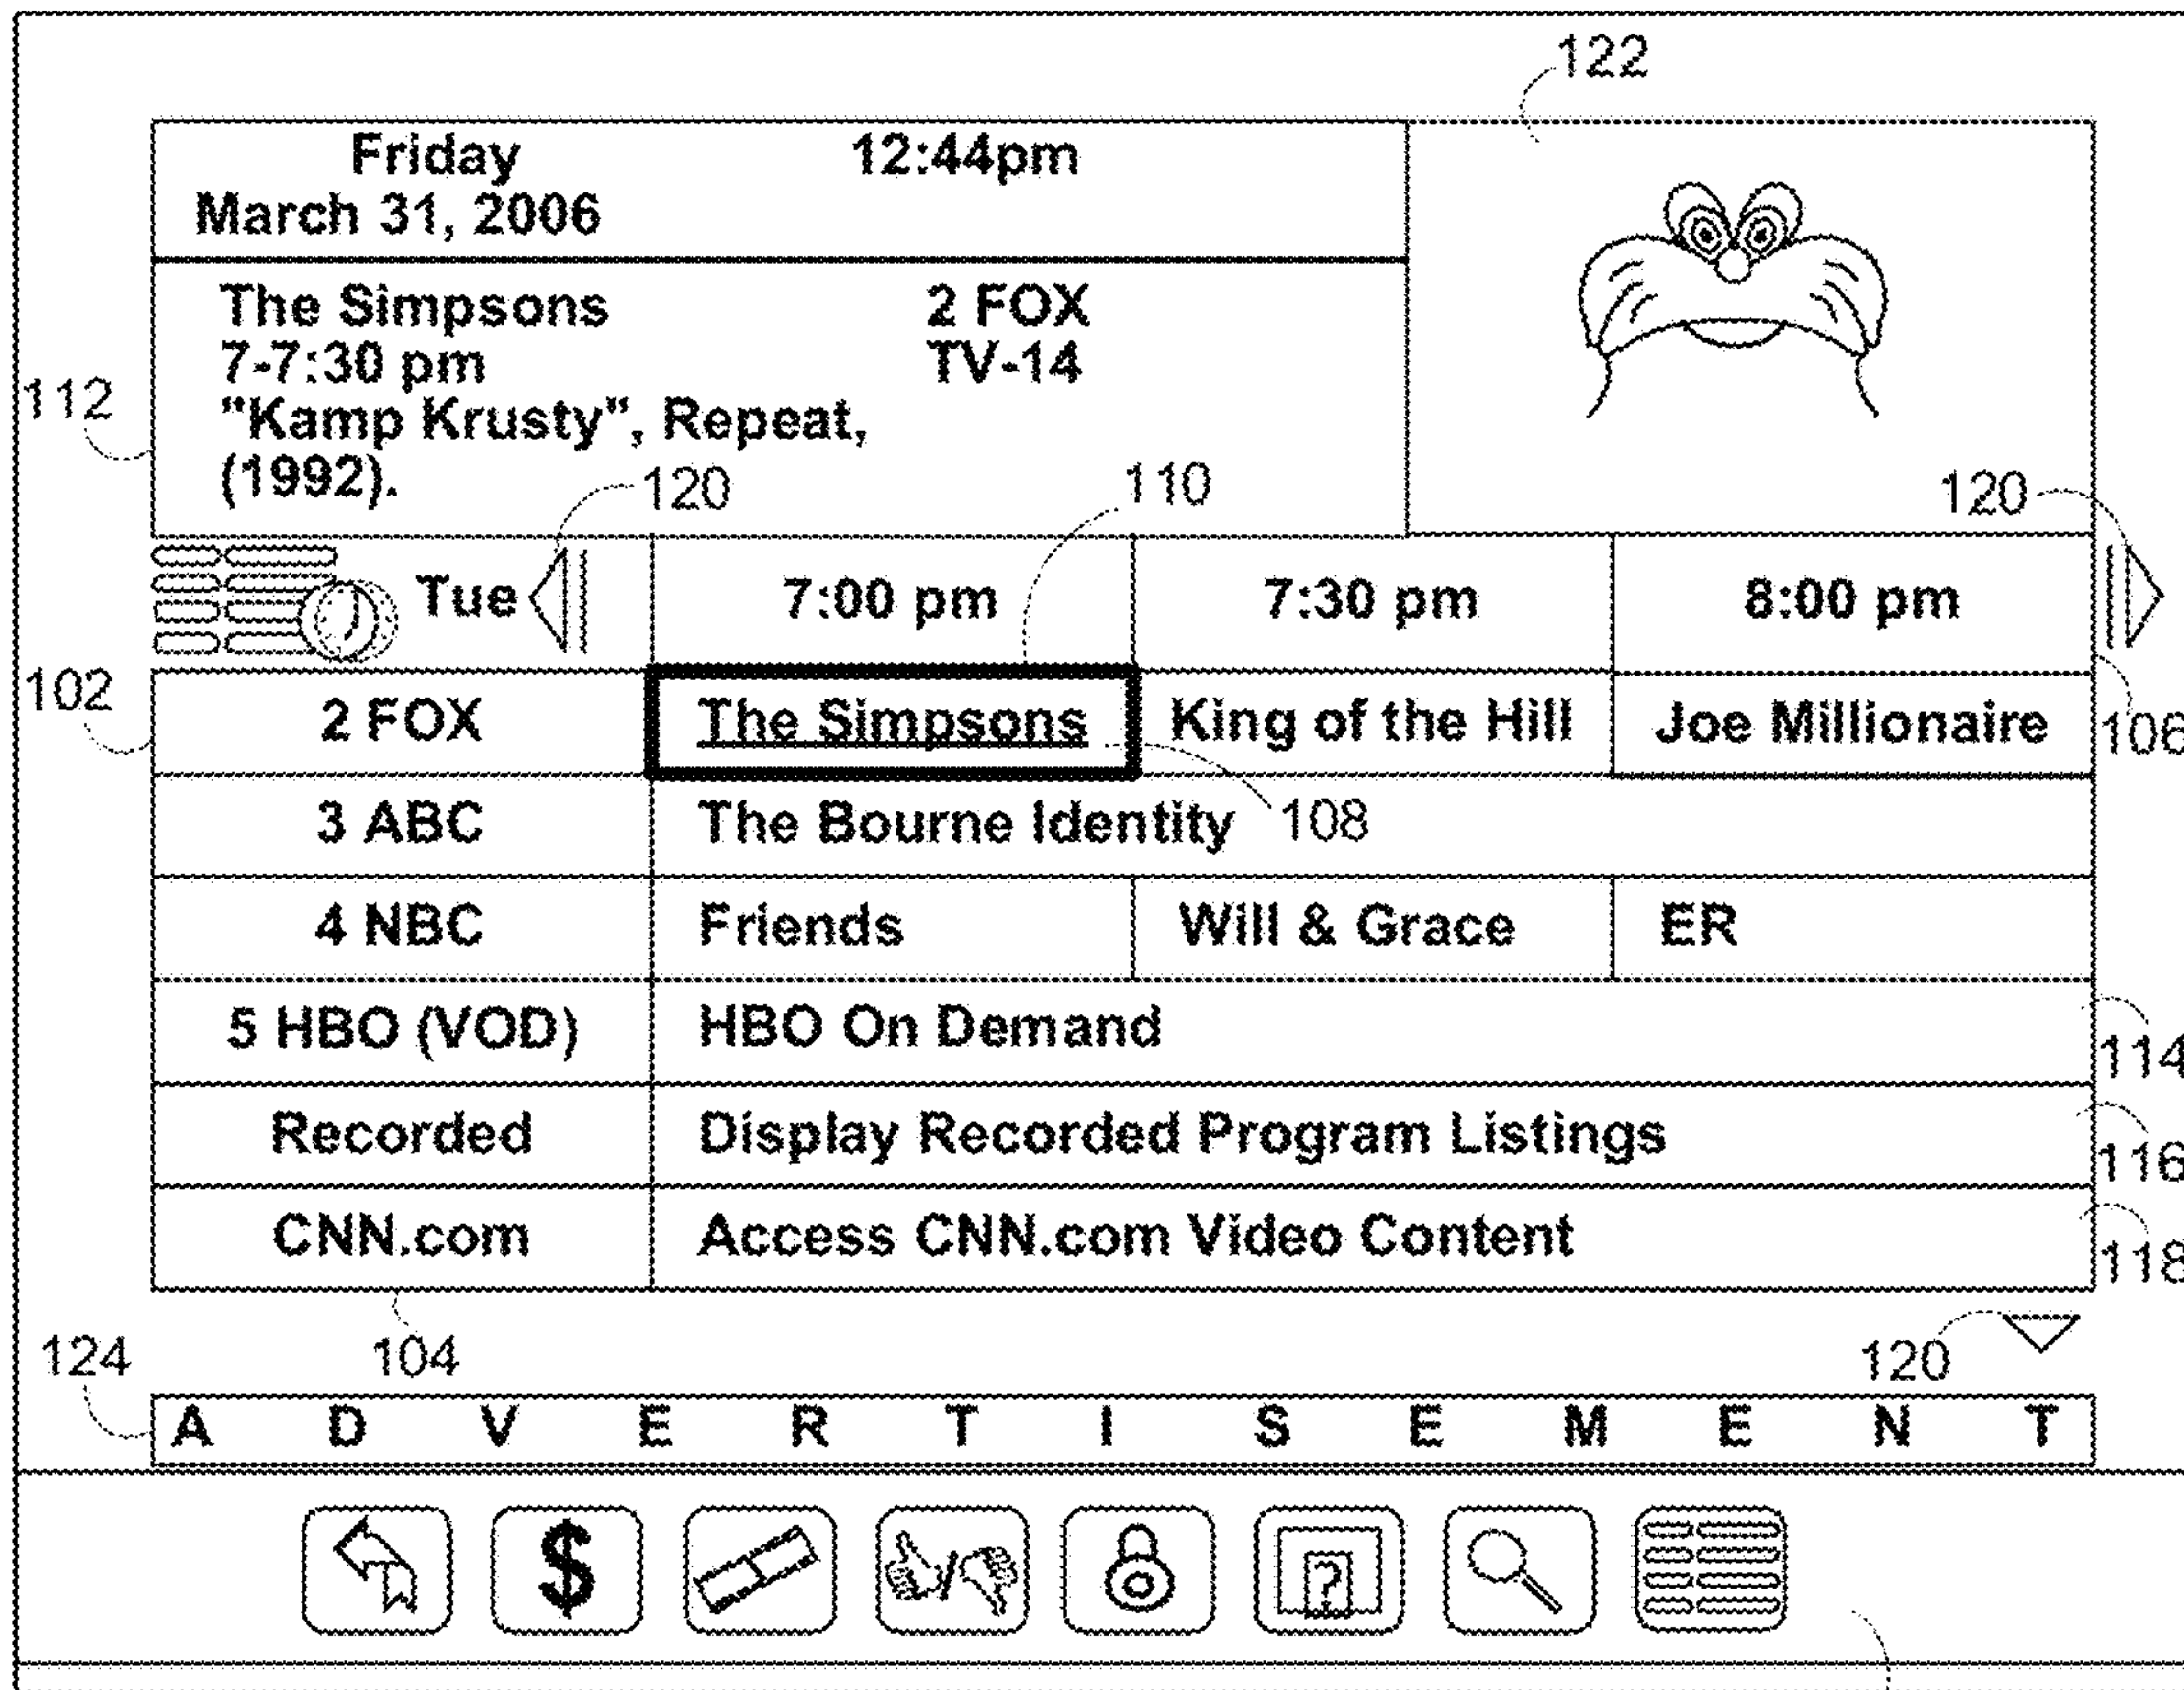 122
Friday 12:44pm
March 31, 2006
The Simpsons 2 FOX
7-7:30 pm TV-14
112
"Kamp Krusty", Repeat,
(1992).
120 110 120
Tue 7:00 pm 7:30 pm 8:00 pm
102
2 FOX The Simpsons King of the Hill Joe Millionaire
106
3 ABC The Bourne Identity 108
4 NBC Friends Will & Grace ER
5 HBO (VOD) HBO On Demand
114
Recorded Display Recorded Program Listings
116
CNN.com Access CNN.com Video Content
118
124 104 120
A D V E R T I S E M E N T
$ ?